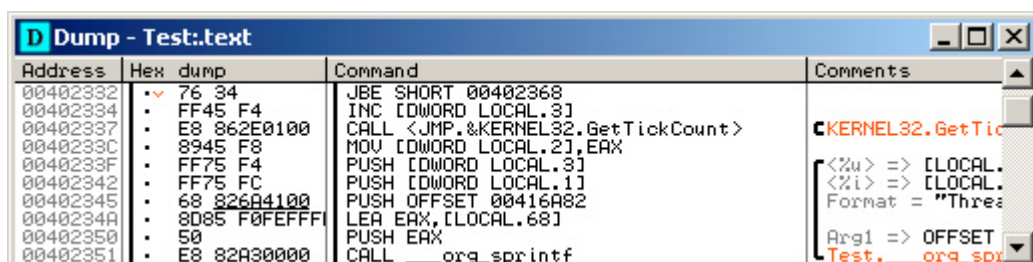 D Dump - Test:.text
Address Hex dump Command Comments
00402332 76 34 JBE SHORT 00402368
00402334 FF45 F4 INC [DWORD LOCAL.3]
00402337 E8 862E0100 CALL <JMP.&KERNEL32.GetTickCount> KERNEL32.GetTic
0040233C 8945 F8 MOV [DWORD LOCAL.2],EAX
0040233F FF75 F4 PUSH [DWORD LOCAL.3] <%u> => [LOCAL.
00402342 FF75 FC PUSH [DWORD LOCAL.1] <%i> => [LOCAL.
00402345 68 826A4100 PUSH OFFSET 00416A82 Format = "Threa
0040234A 8D85 F0FEFFF LEA EAX,[LOCAL.68]
00402350 50 PUSH EAX Arg1 => OFFSET
00402351 E8 82A30000 CALL ___org_sprintf Test.___org_spr